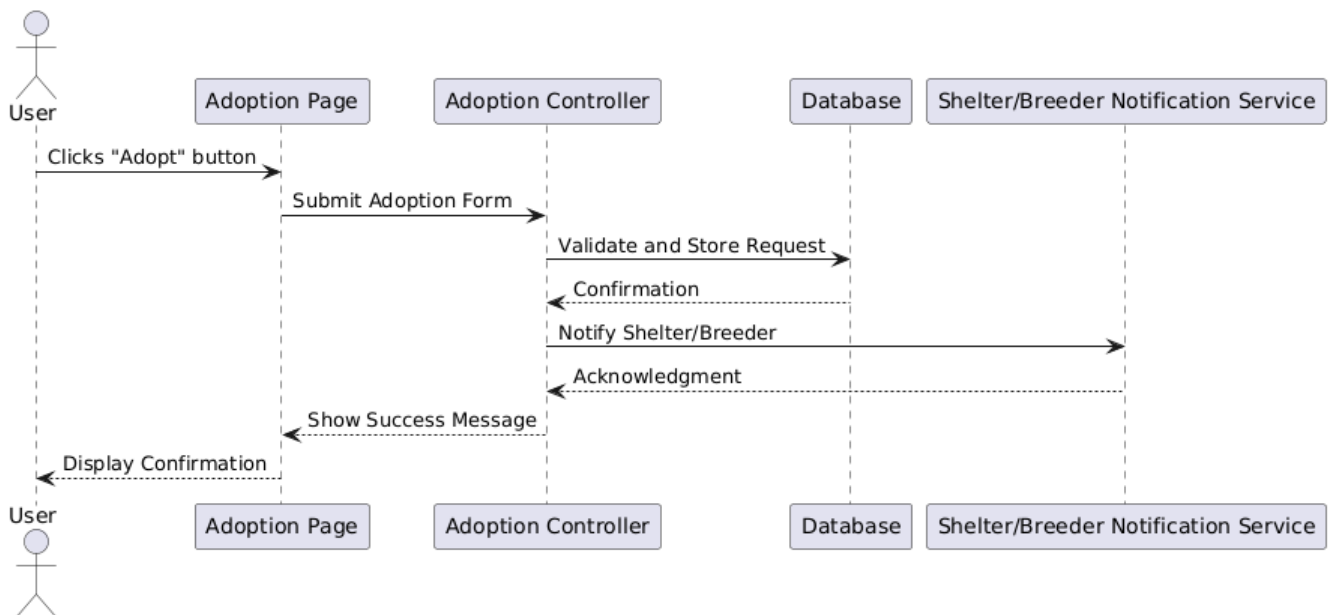 User
Adoption Page
Adoption Controller
Database
Shelter/Breeder Notification Service
Clicks "Adopt" button
Submit Adoption Form
Validate and Store Request
Confirmation
Notify Shelter/Breeder
Acknowledgment
Show Success Message
Display Confirmation
User
Adoption Page
Adoption Controller
Database
Shelter/Breeder Notification Service